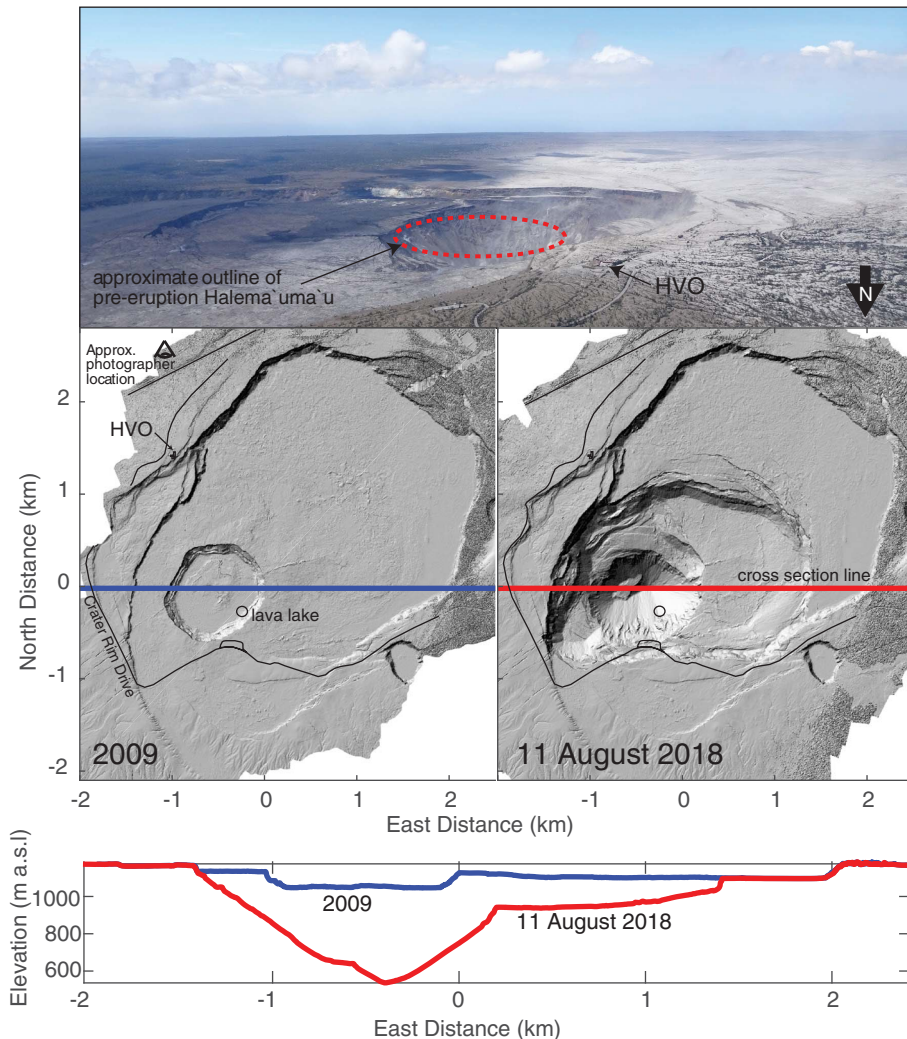 approximate outline of
pre-eruption Halema`uma`u
HVO
N
Approx.
photographer
location
HVO
lava lake
Crater Rim Drive
2009
cross section line
11 August 2018
North Distance (km)
2
1
0
-1
-2
-2
-1
0
1
2
-1
0
1
2
East Distance (km)
Elevation (m a.s.l)
1000
800
600
2009
11 August 2018
-2
-1
0
1
2
East Distance (km)